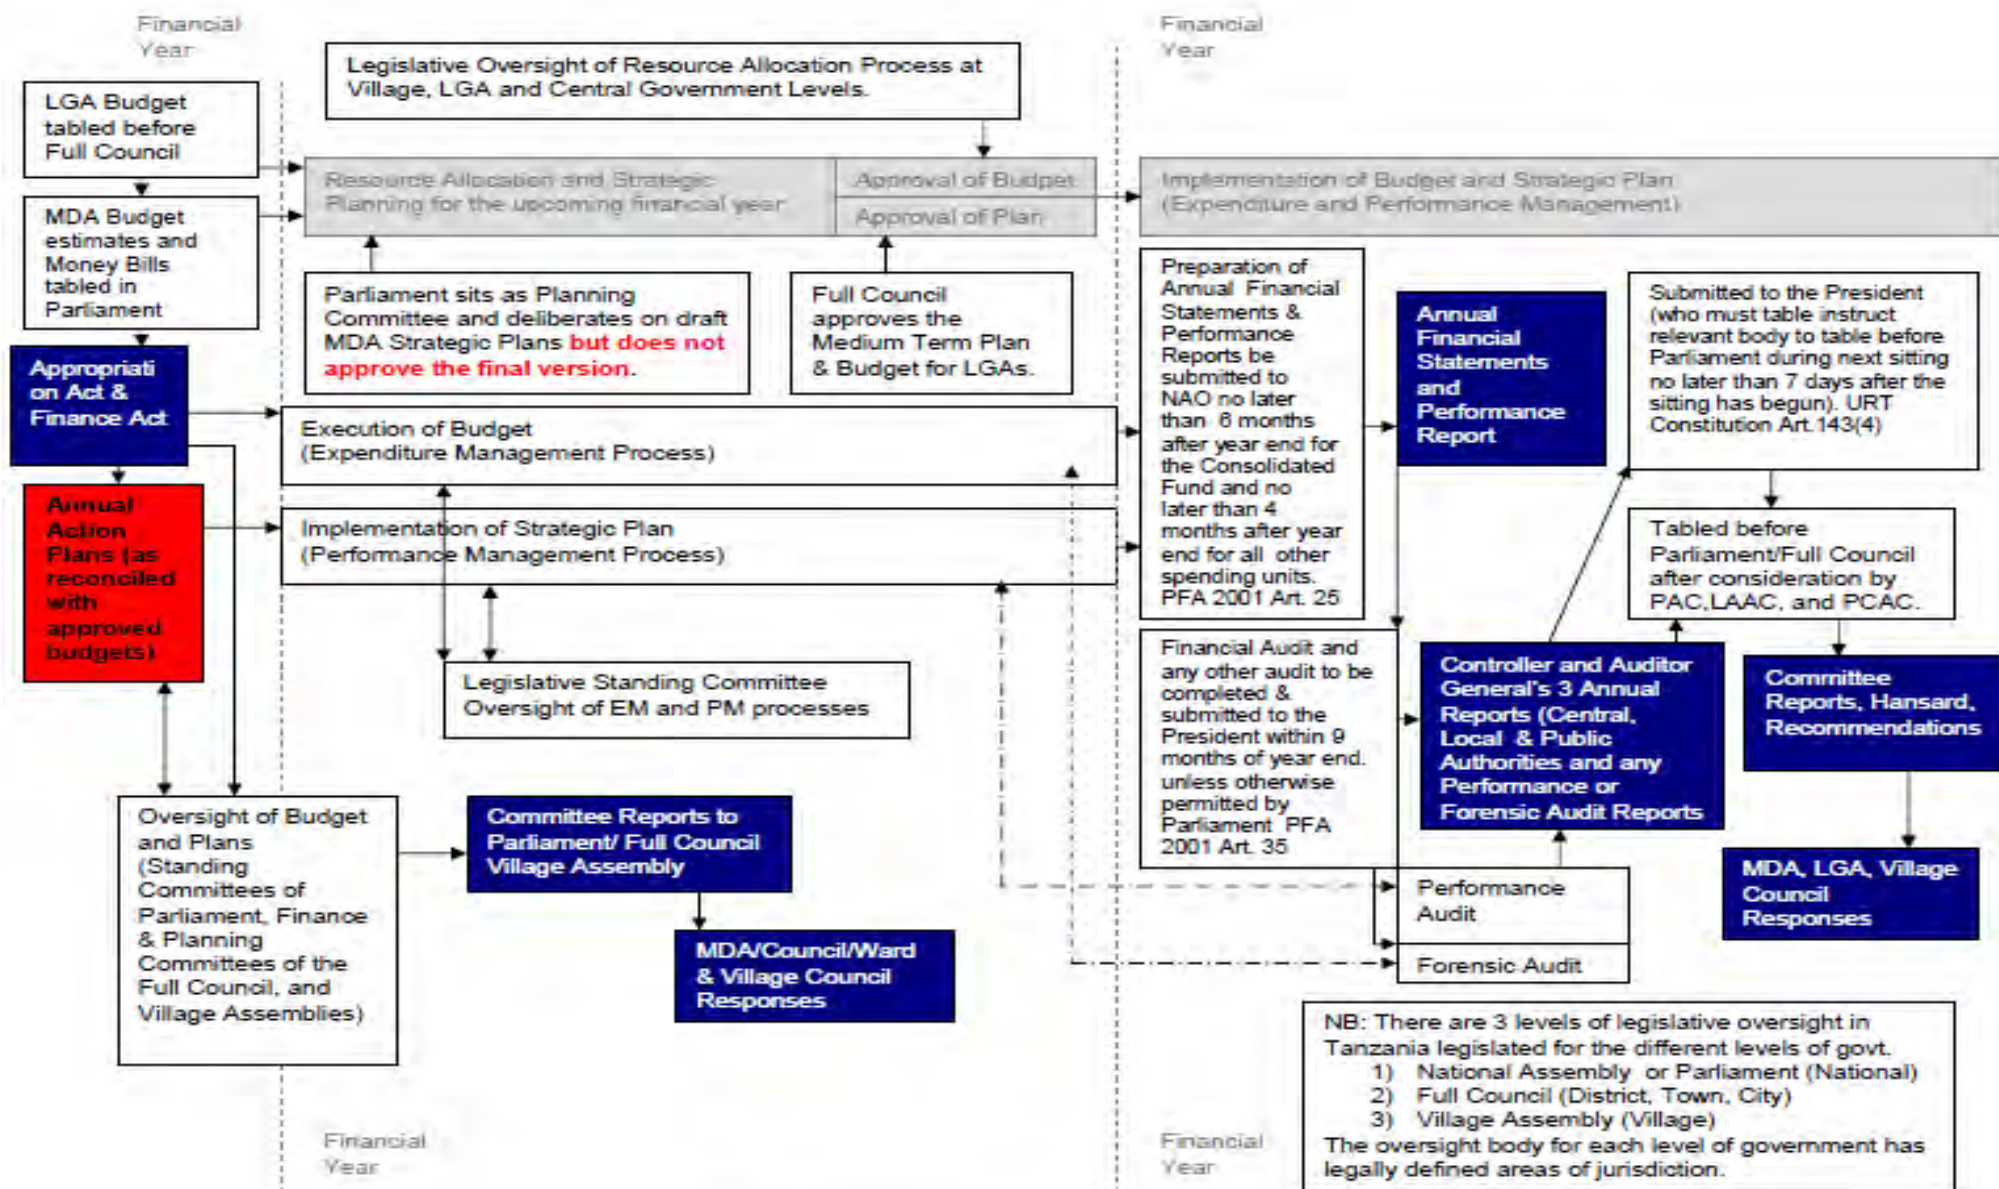 Financial
Year
Financial
Year
Legislative Oversight of Resource Allocation Process at
Village, LGA and Central Government Levels.
LGA Budget
tabled before
Full Council
Resource Allocation and Strategic
Planning for the upcoming financial year
Approval of Budget
Approval of Plan
Implementation of Budget and Strategic Plan
(Expenditure and Performance Management)
MDA Budget
estimates and
Money Bills
tabled in
Parliament
Parliament sits as Planning
Committee and deliberates on draft
MDA Strategic Plans but does not
approve the final version.
Full Council
approves the
Medium Term Plan
& Budget for LGAs.
Preparation of
Annual Financial
Statements &
Performance
Reports be
submitted to
NAO no later
than 6 months
after year end for
the Consolidated
Fund and no
later than 4
months after year
end for all other
spending units.
PFA 2001 Art. 25
Annual
Financial
Statements
and
Performance
Report
Submitted to the President
(who must table instruct
relevant body to table before
Parliament during next sitting
no later than 7 days after the
sitting has begun). URT
Constitution Art.143(4)
Appropriati
on Act &
Finance Act
Execution of Budget
(Expenditure Management Process)
Annual
Action
Plans (as
reconciled
with
approved
budgets)
Implementation of Strategic Plan
(Performance Management Process)
Tabled before
Parliament/Full Council
after consideration by
PAC,LAAC, and PCAC.
Legislative Standing Committee
Oversight of EM and PM processes
Financial Audit and
any other audit to be
completed &
submitted to the
President within 9
months of year end.
unless otherwise
permitted by
Parliament PFA
2001 Art. 35
Controller and Auditor
General's 3 Annual
Reports (Central,
Local & Public
Authorities and any
Performance or
Forensic Audit Reports
Committee
Reports, Hansard,
Recommendations
Oversight of Budget
and Plans
(Standing
Committees of
Parliament, Finance
& Planning
Committees of the
Full Council, and
Village Assemblies)
Committee Reports to
Parliament/ Full Council
Village Assembly
MDA/Council/Ward
& Village Council
Responses
Performance
Audit
Forensic Audit
MDA, LGA, Village
Council
Responses
NB: There are 3 levels of legislative oversight in
Tanzania legislated for the different levels of govt.
1) National Assembly or Parliament (National)
2) Full Council (District, Town, City)
3) Village Assembly (Village)
The oversight body for each level of government has
legally defined areas of jurisdiction.
Financial
Year
Financial
Year